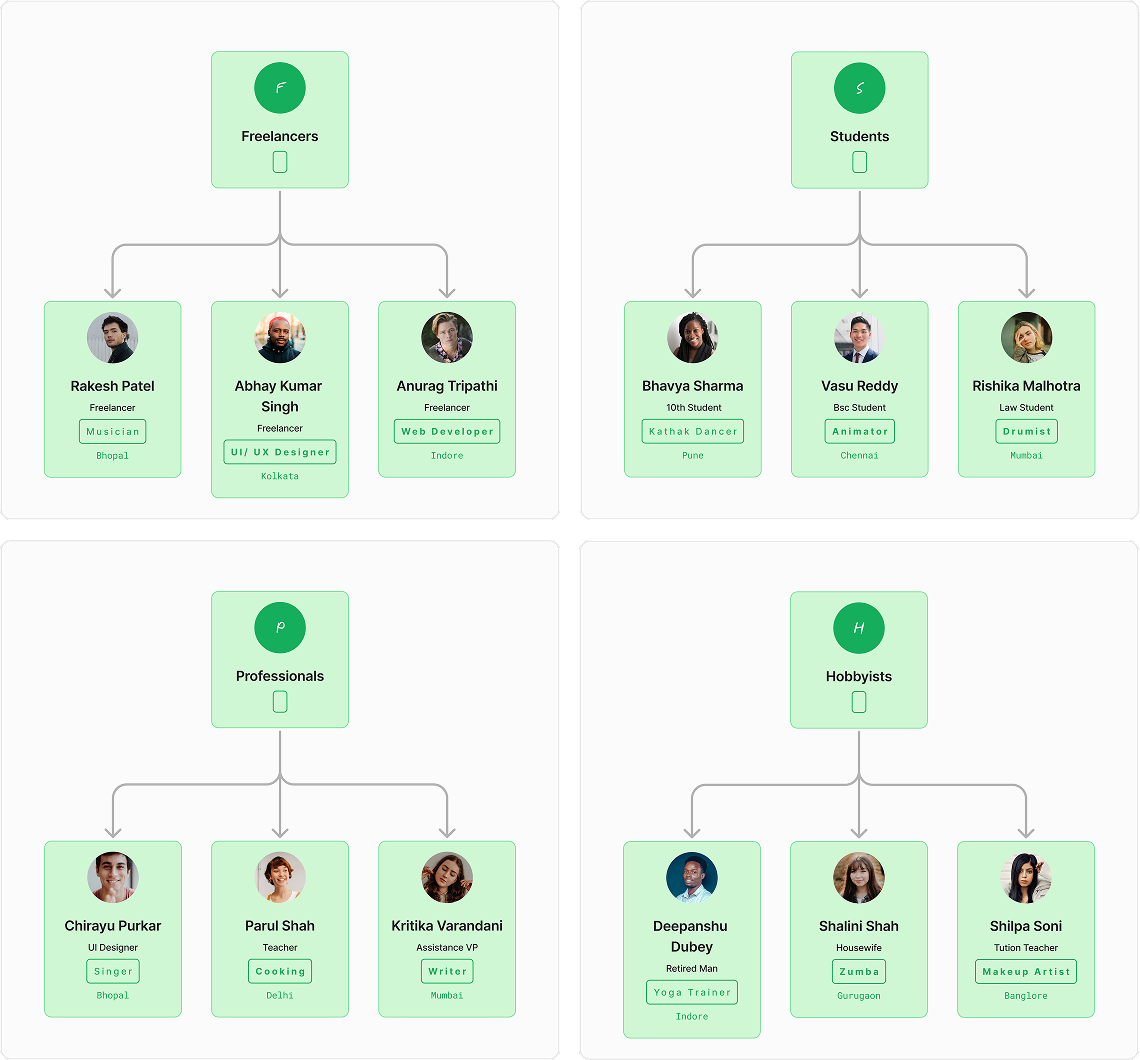 F
Freelancers
Rakesh Patel
Freelancer
Musician
Bhopal
Abhay Kumar
Singh
Freelancer
UI/ UX Designer
Kolkata
Anurag Tripathi
Freelancer
Web Developer
Indore
S
Students
Bhavya Sharma
10th Student
Kathak Dancer
Pune
Vasu Reddy
Bsc Student
Animator
Chennai
Rishika Malhotra
Law Student
Drumist
Mumbai
P
Professionals
Chirayu Purkar
UI Designer
Singer
Bhopal
Parul Shah
Teacher
Cooking
Delhi
Kritika Varandani
Assistance VP
Writer
Mumbai
H
Hobbyists
Deepanshu
Dubey
Retired Man
Yoga Trainer
Indore
Shalini Shah
Housewife
Zumba
Gurugaon
Shilpa Soni
Tution Teacher
Makeup Artist
Banglore